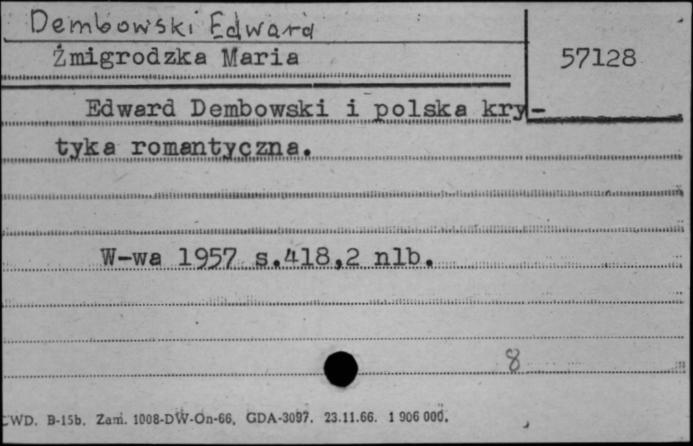 Dembowski Edward
Żmigrodzka Maria
57128
Edward Dembowski i polska kry-
tyka romantyczna.
W-wa 1957 s.418,2 nlb.
8
CWD. B-15b. Zam. 1008-DW-On-66. GDA-3097. 23.11.66. 1 906 000.